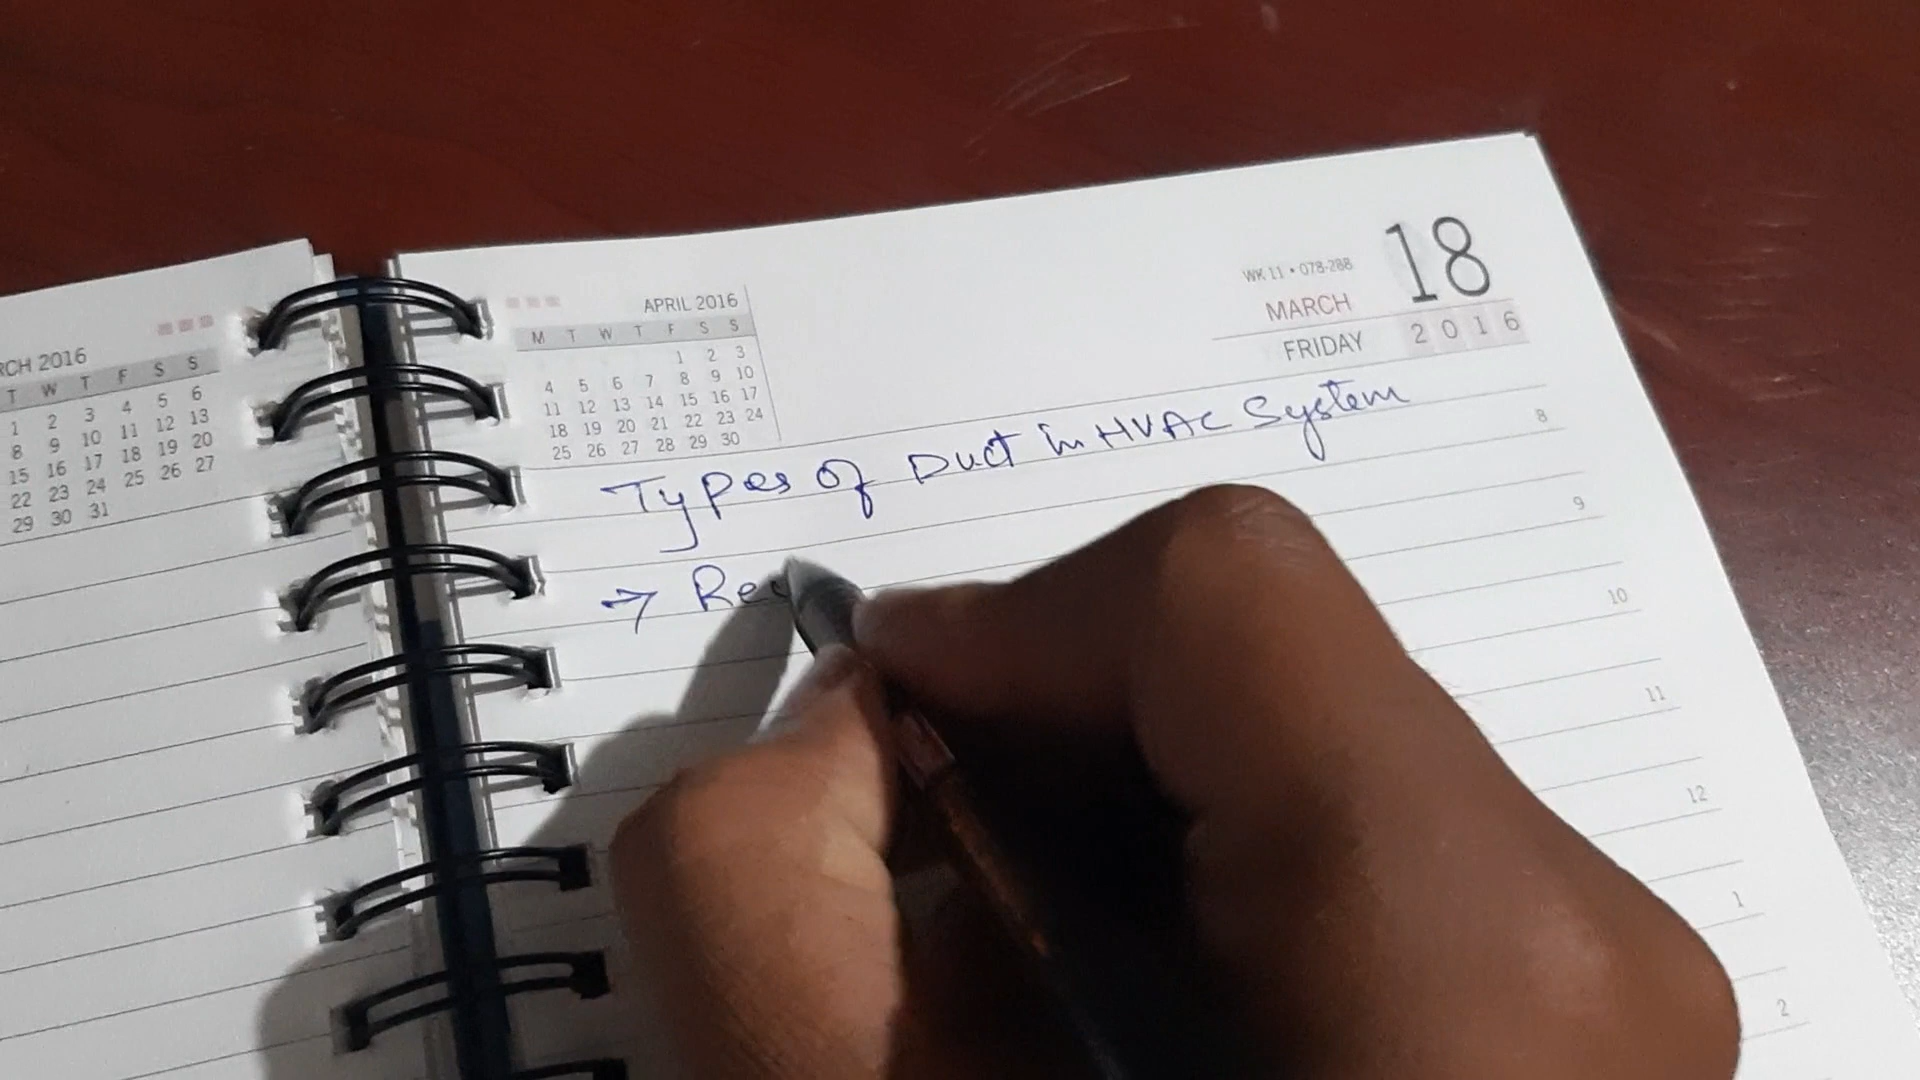 RCH 2016
T W T F S S
1 2 3 4 5 6
8 9 10 11 12 13
15 16 17 18 19 20
22 23 24 25 26 27
29 30 31
APRIL 2016
M T W T F S S
1 2 3
4 5 6 7 8 9 10
11 12 13 14 15 16 17
18 19 20 21 22 23 24
25 26 27 28 29 30
WK 11 • 078-288
MARCH
18
FRIDAY
2016
Types of Duct in HVAC System
8
9
→ Rec
10
11
12
1
2